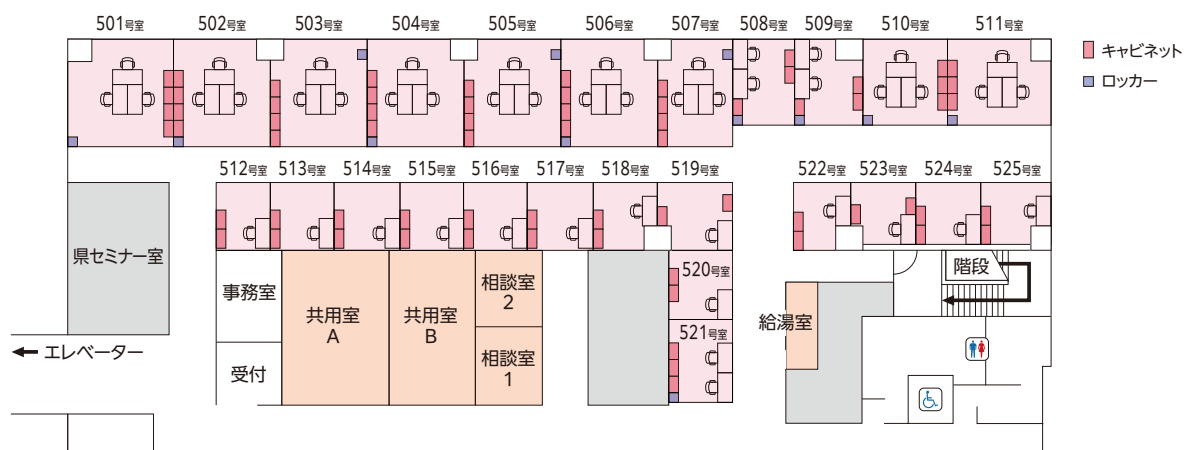 501号室 502号室 503号室 504号室 505号室 506号室 507号室 508号室 509号室 510号室 511号室
キャビネット
ロッカー
512号室 513号室 514号室 515号室 516号室 517号室 518号室 519号室 522号室 523号室 524号室 525号室
県セミナー室
事務室
共用室
A
共用室
B
相談室
2
520号室
階段
エレベーター
受付
相談室
1
521号室
給湯室